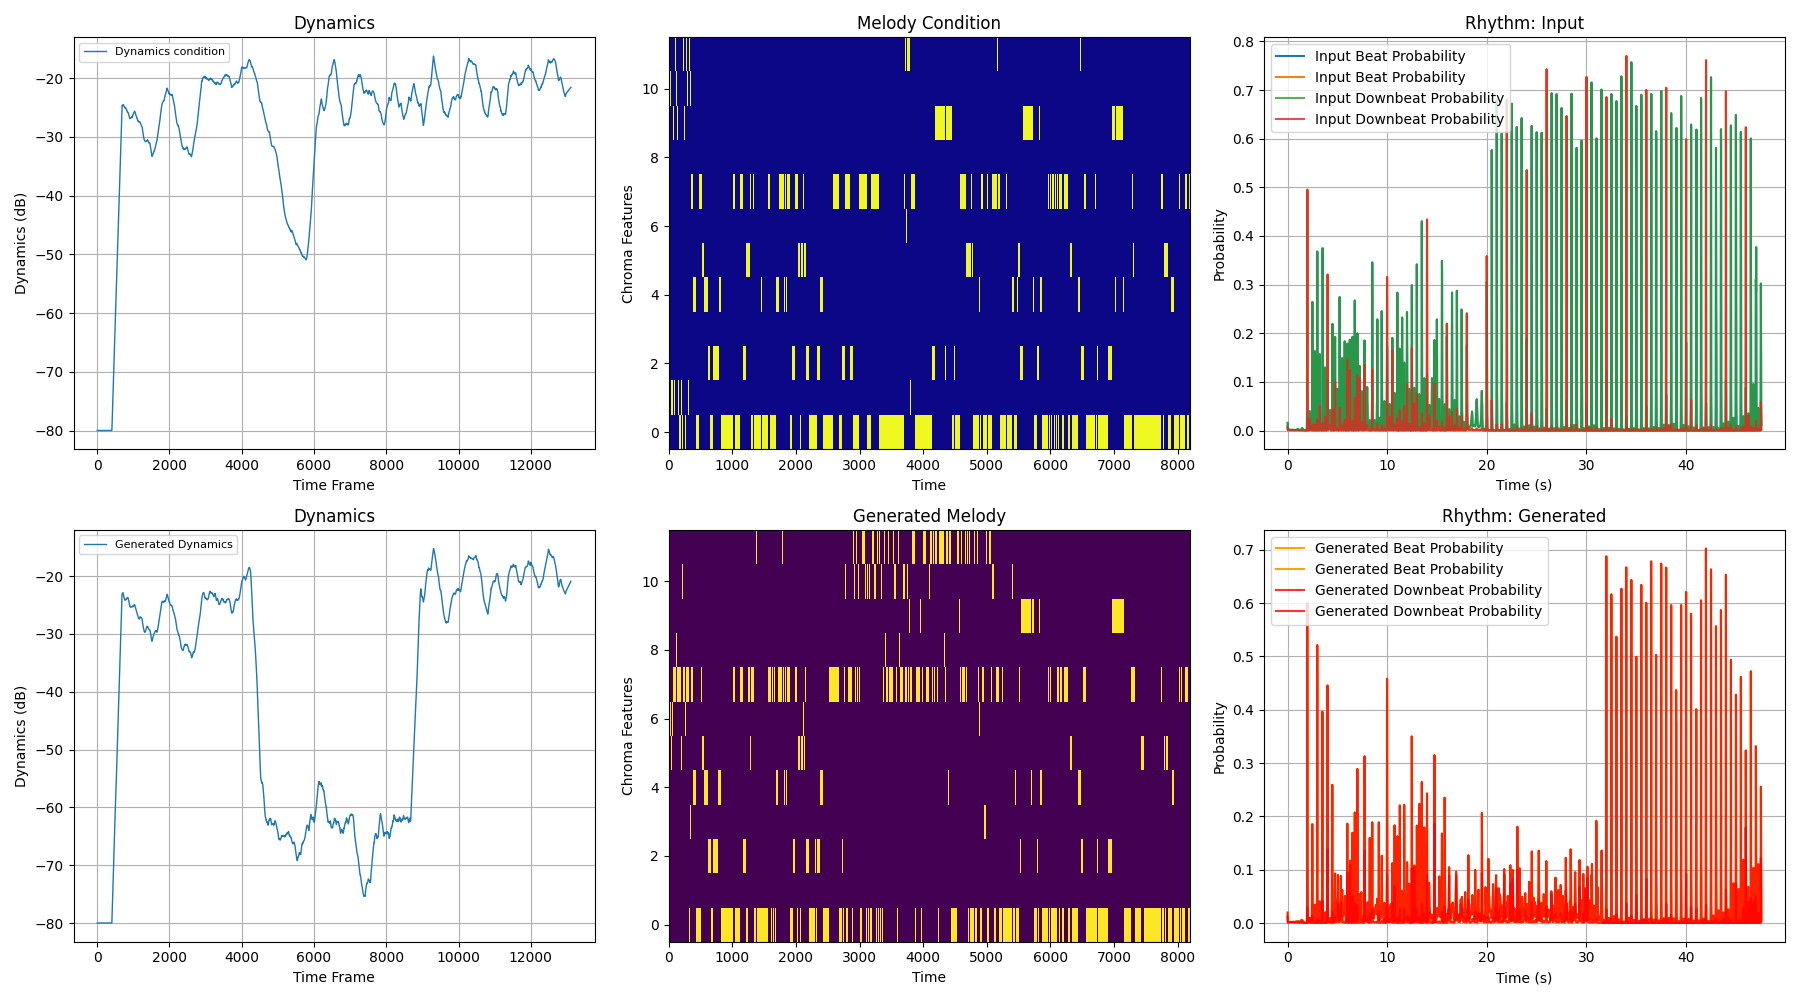 Dynamics
Dynamics condition
Dynamics (dB)
−20
−30
−40
−50
−60
−70
−80
0 2000 4000 6000 8000 10000 12000
Time Frame
Melody Condition
Chroma Features
10
8
6
4
2
0
0 1000 2000 3000 4000 5000 6000 7000 8000
Time
Rhythm: Input
Input Beat Probability
Input Beat Probability
Input Downbeat Probability
Input Downbeat Probability
Probability
0.8
0.7
0.6
0.5
0.4
0.3
0.2
0.1
0.0
0 10 20 30 40
Time (s)
Dynamics
Generated Dynamics
Dynamics (dB)
−20
−30
−40
−50
−60
−70
−80
0 2000 4000 6000 8000 10000 12000
Time Frame
Generated Melody
Chroma Features
10
8
6
4
2
0
0 1000 2000 3000 4000 5000 6000 7000 8000
Time
Rhythm: Generated
Generated Beat Probability
Generated Beat Probability
Generated Downbeat Probability
Generated Downbeat Probability
Probability
0.7
0.6
0.5
0.4
0.3
0.2
0.1
0.0
0 10 20 30 40
Time (s)